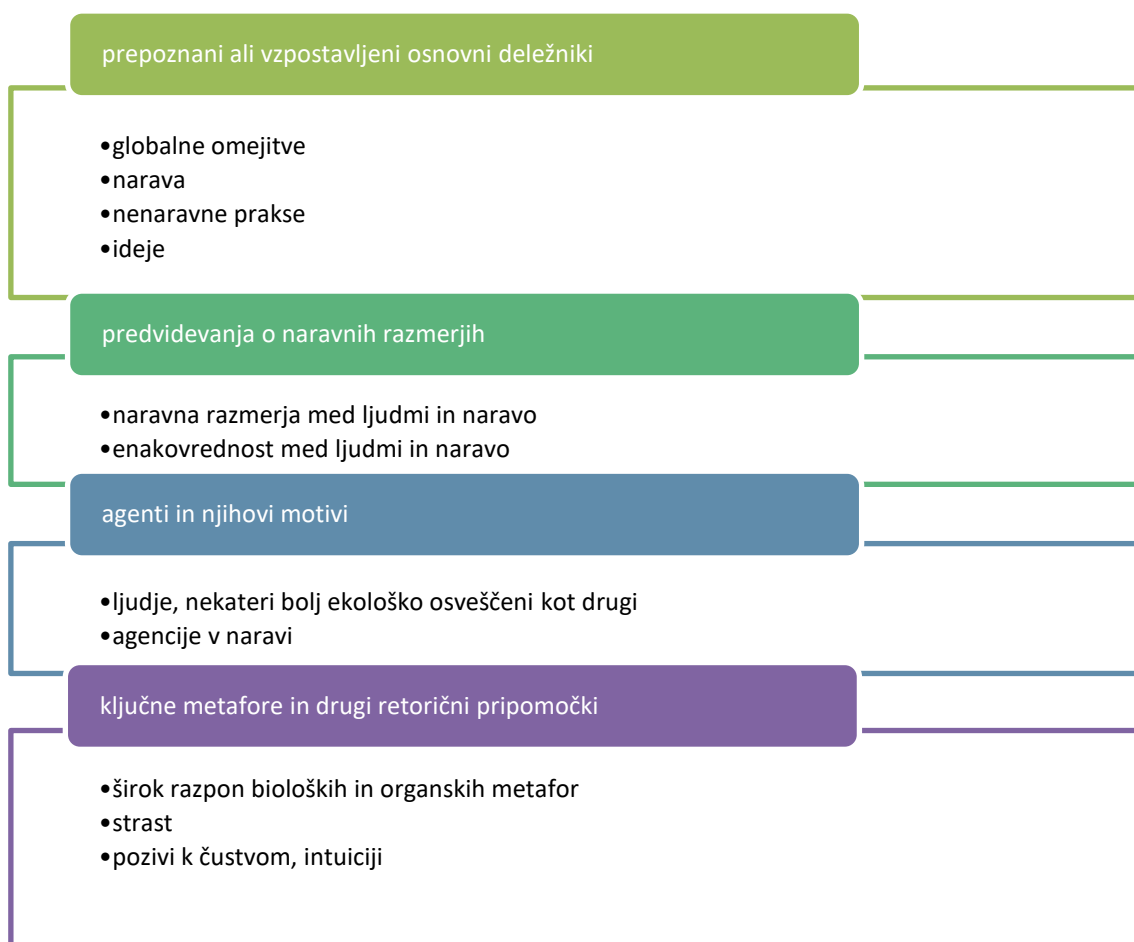 prepoznani ali vzpostavljeni osnovni deležniki
•globalne omejitve
•narava
•nenaravne prakse
•ideje
predvidevanja o naravnih razmerjih
•naravna razmerja med ljudmi in naravo
•enakovrednost med ljudmi in naravo
agenti in njihovi motivi
•ljudje, nekateri bolj ekološko osveščeni kot drugi
•agencije v naravi
ključne metafore in drugi retorični pripomočki
•širok razpon bioloških in organskih metafor
•strast
•pozivi k čustvom, intuiciji